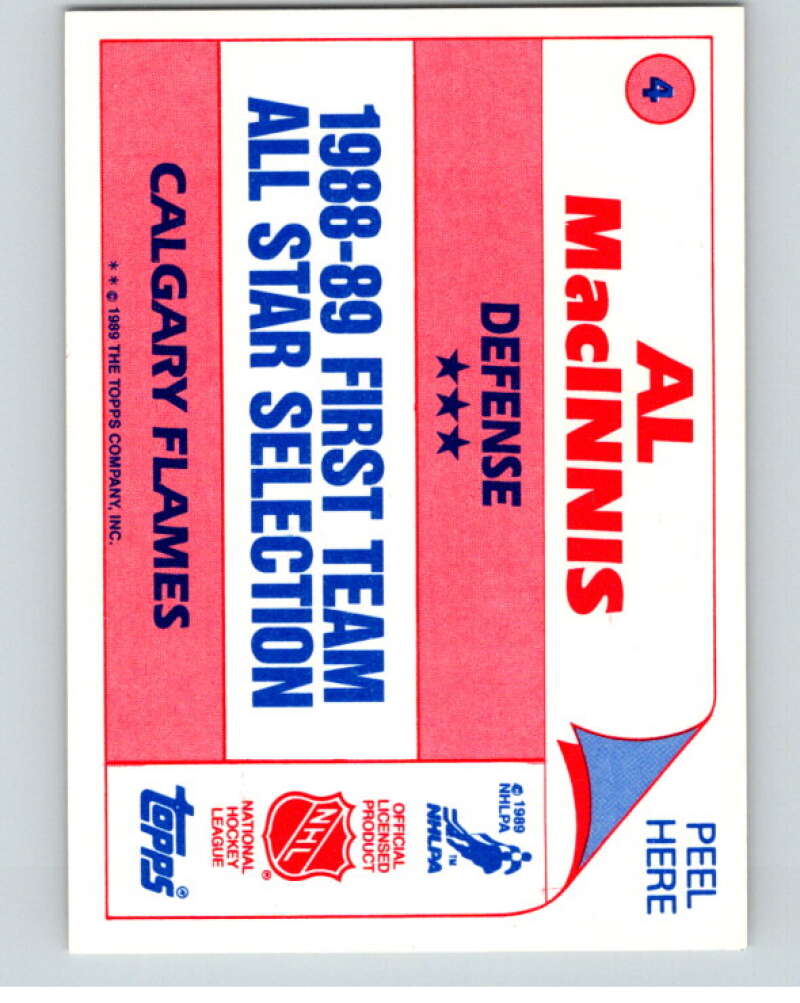 4
AL
MacINNIS
DEFENSE
★★★
1988-89 FIRST TEAM
ALL STAR SELECTION
CALGARY FLAMES
* * © 1989 THE TOPPS COMPANY, INC.
PEEL
HERE
© 1989
NHLPA
NHLPA™
OFFICIAL
LICENSED
PRODUCT
NHL
®
NATIONAL
HOCKEY
LEAGUE
topps®